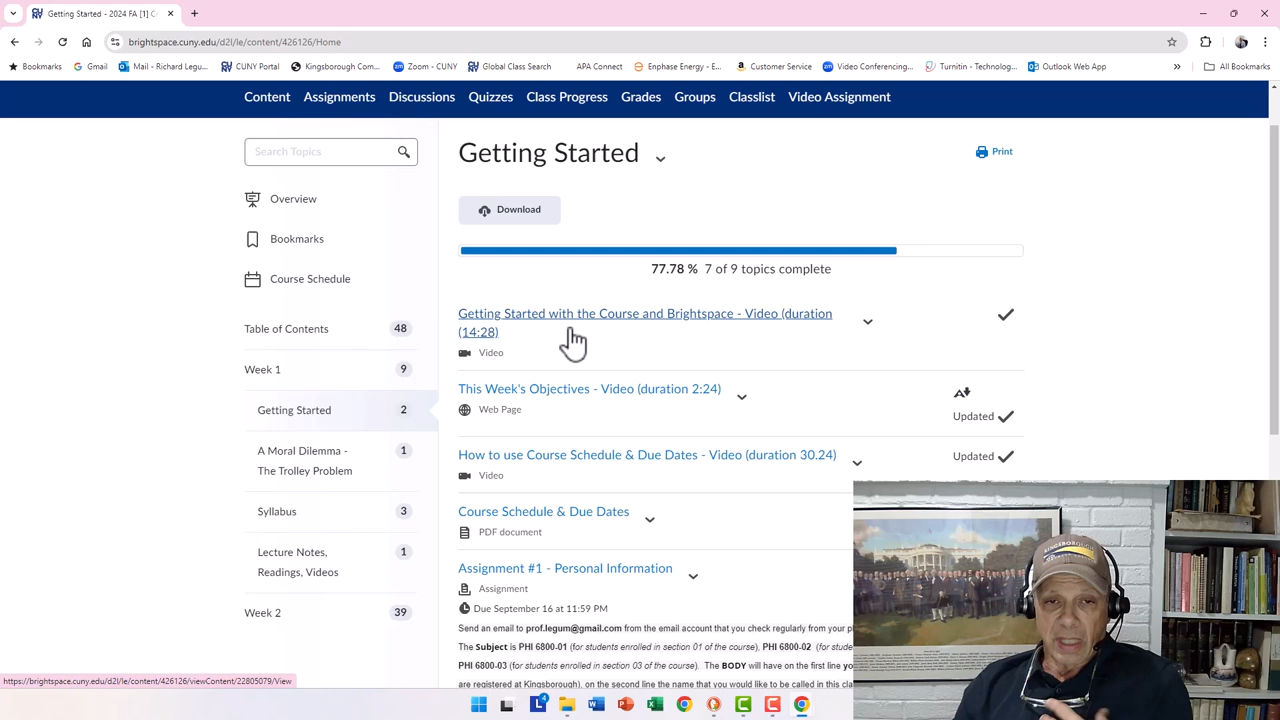 Getting Started - 2024 FA [1] C
brightspace.cuny.edu/d2l/le/content/426126/Home
Bookmarks
Gmail
Mail - Richard Legu...
CUNY Portal
Kingsborough Com...
Zoom - CUNY
Global Class Search
APA Connect
Enphase Energy - E...
Customer Service
Video Conferencing...
Turnitin - Technolog...
Outlook Web App
All Bookmarks
Content
Assignments
Discussions
Quizzes
Class Progress
Grades
Groups
Classlist
Video Assignment
Search Topics
Overview
Bookmarks
Course Schedule
Table of Contents 48
Week 1 9
Getting Started 2
A Moral Dilemma - 1
The Trolley Problem
Syllabus 3
Lecture Notes, 1
Readings, Videos
Week 2 39
Getting Started
Print
Download
77.78 % 7 of 9 topics complete
Getting Started with the Course and Brightspace - Video (duration
(14:28)
Video
This Week's Objectives - Video (duration 2:24)
Web Page
Updated
How to use Course Schedule & Due Dates - Video (duration 30.24)
Updated
Video
Course Schedule & Due Dates
PDF document
Assignment #1 - Personal Information
Assignment
Due September 16 at 11:59 PM
Send an email to prof.legum@gmail.com from the email account that you check regularly from your p
The Subject is PHI 6800-01 (for students enrolled in section 01 of the course), PHI 6800-02 (for stude
PHI 6800-03 (for students enrolled in section 03 of the course). The BODY will have on the first line yo
are registered at Kingsborough), on the second line the name that you would like to be called in this cla
KINGSBOROUGH